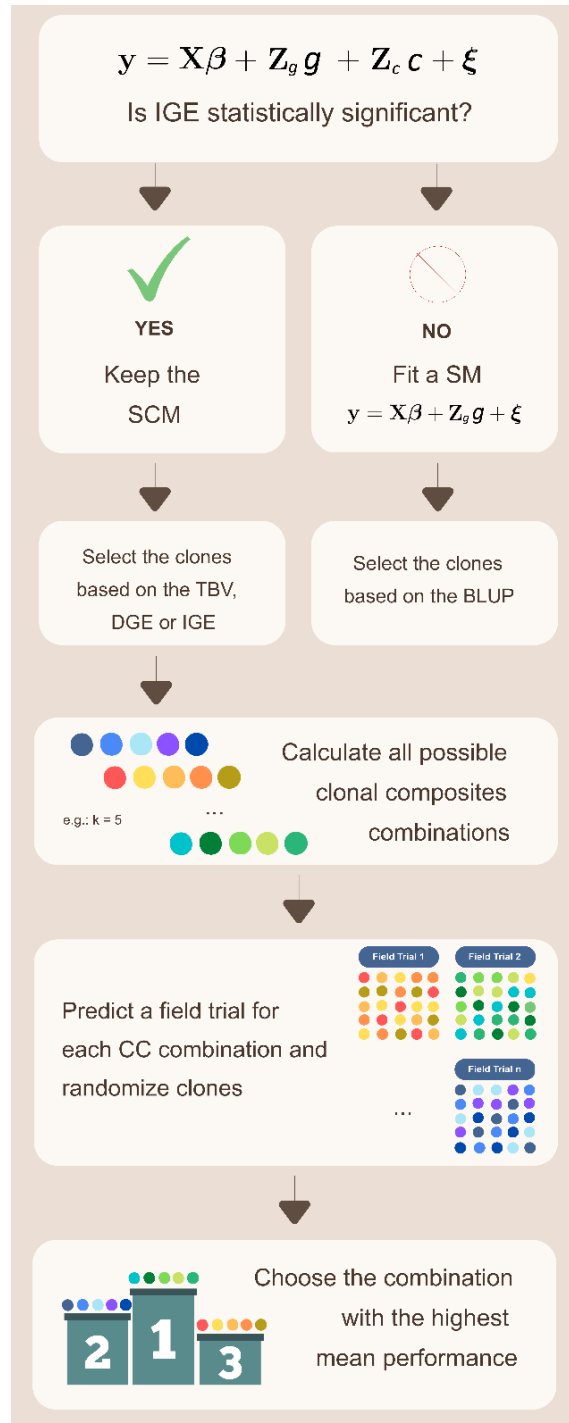 y = Xβ + Z_g g + Z_c c + ξ
Is IGE statistically significant?
YES
Keep the
SCM
NO
Fit a SM
y = Xβ + Z_g g + ξ
Select the clones
based on the TBV,
DGE or IGE
Select the clones
based on the BLUP
e.g.: k = 5
...
Calculate all possible
clonal composites
combinations
Predict a field trial for
each CC combination and
randomize clones
Field Trial 1
Field Trial 2
...
Field Trial n
2
1
3
Choose the combination
with the highest
mean performance